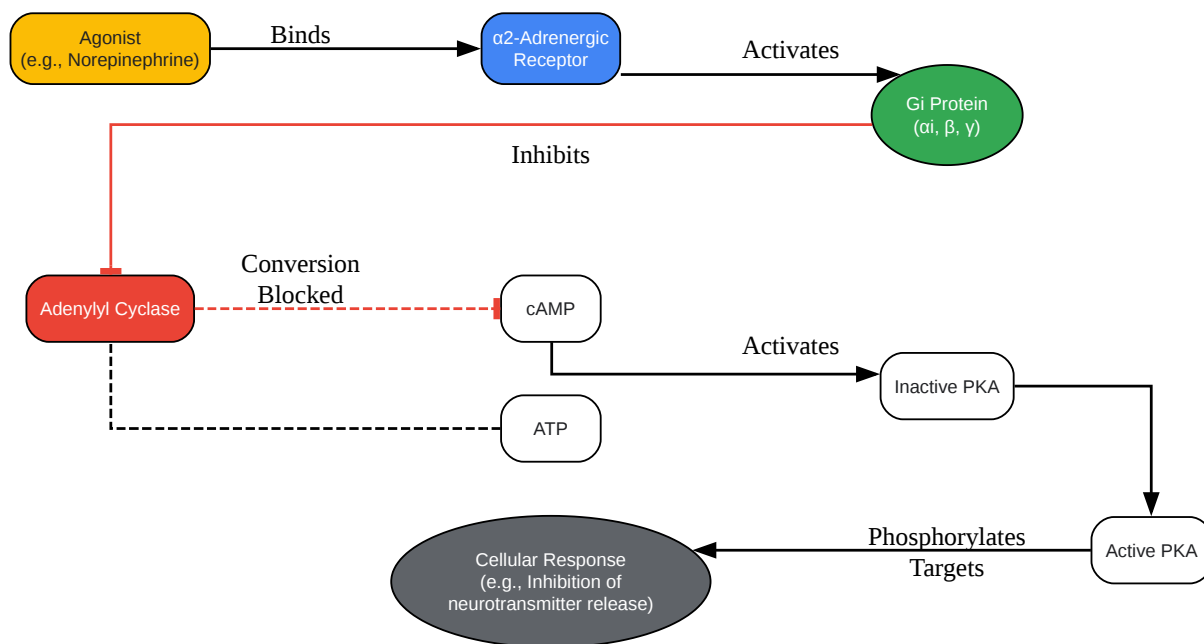 Agonist
(e.g., Norepinephrine)
Binds
α2-Adrenergic
Receptor
Activates
Gi Protein
(αi, β, γ)
Inhibits
Adenylyl Cyclase
Conversion
Blocked
cAMP
Activates
Inactive PKA
ATP
Cellular Response
(e.g., Inhibition of
neurotransmitter release)
Phosphorylates
Targets
Active PKA